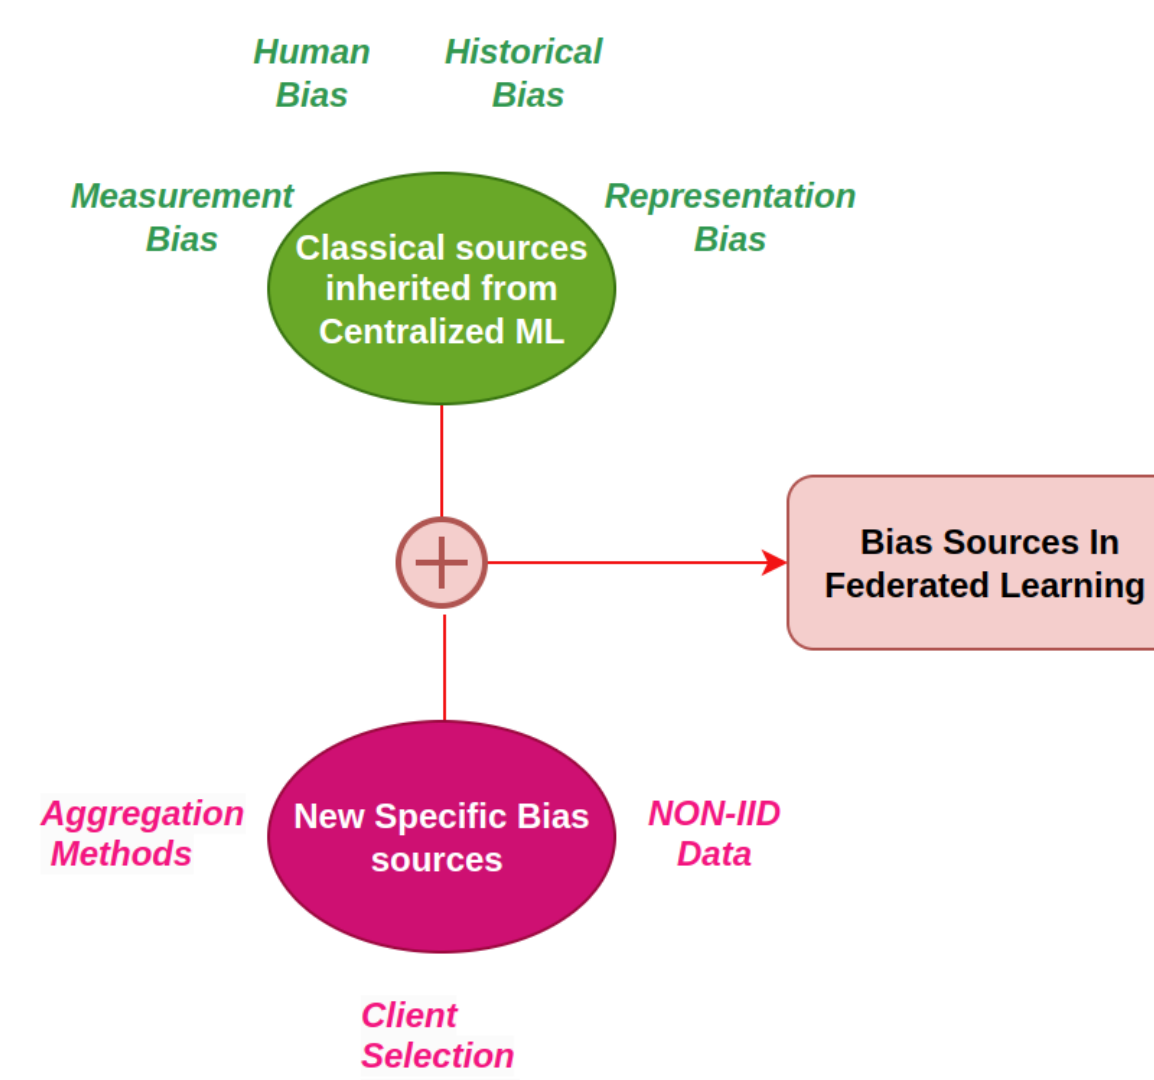 Human
Bias
Historical
Bias
Measurement
Bias
Representation
Bias
Classical sources
inherited from
Centralized ML
Bias Sources In
Federated Learning
New Specific Bias
sources
Aggregation
Methods
NON-IID
Data
Client
Selection